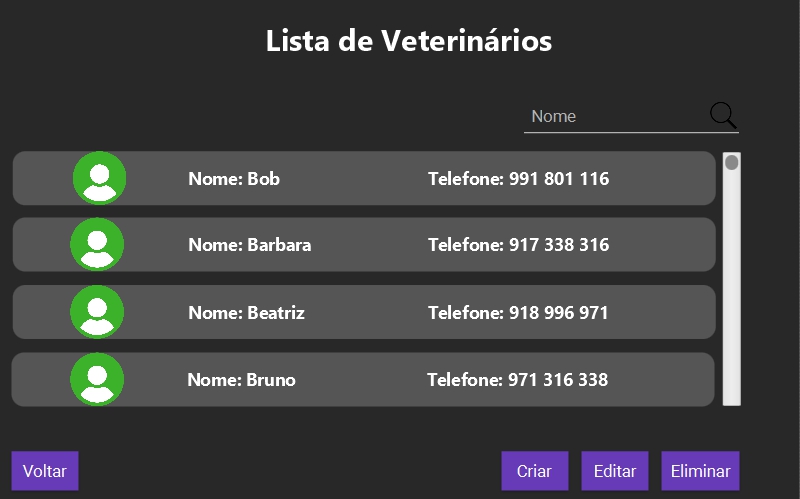 Lista de Veterinários
Nome
Nome: Bob Telefone: 991 801 116
Nome: Barbara Telefone: 917 338 316
Nome: Beatriz Telefone: 918 996 971
Nome: Bruno Telefone: 971 316 338
Voltar Criar Editar Eliminar